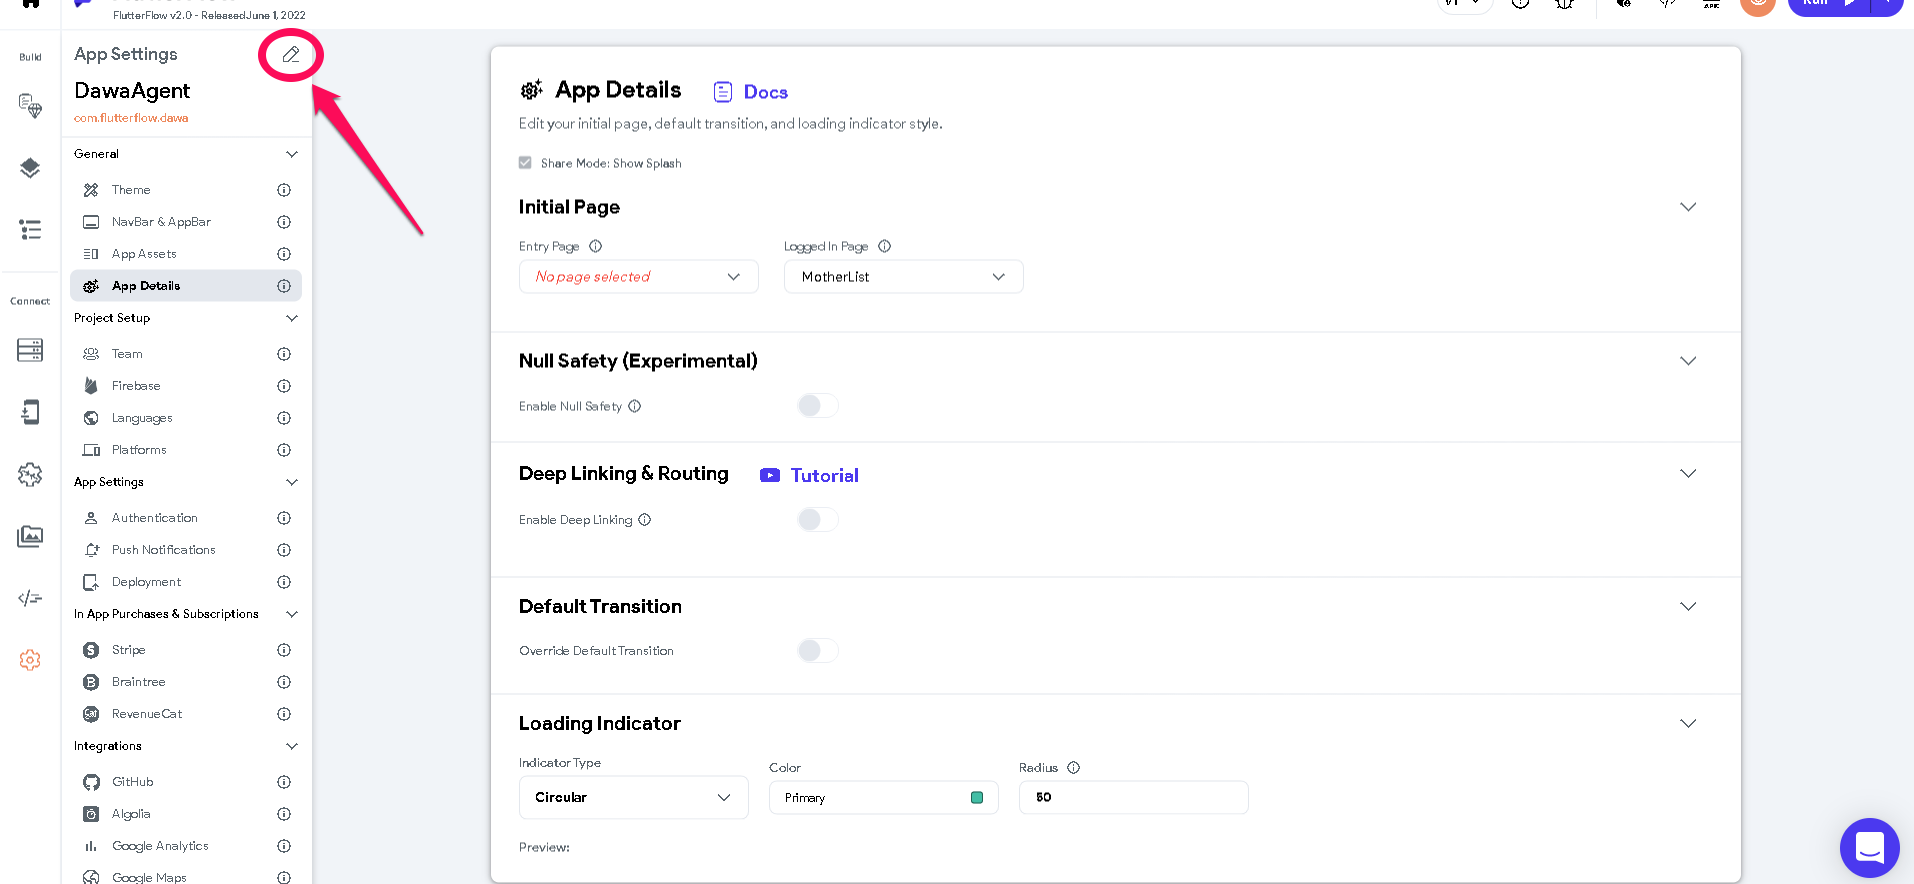 FlutterFlow v2.0 - Released June 1, 2022
Build
Connect
App Settings
DawaAgent
com.flutterflow.dawa
General
Theme
NavBar & AppBar
App Assets
App Details
Project Setup
Team
Firebase
Languages
Platforms
App Settings
Authentication
Push Notifications
Deployment
In App Purchases & Subscriptions
Stripe
Braintree
RevenueCat
Integrations
GitHub
Algolia
Google Analytics
Google Maps
App Details
Docs
Edit your initial page, default transition, and loading indicator style.
Share Mode: Show Splash
Initial Page
Entry Page
Logged In Page
No page selected
MotherList
Null Safety (Experimental)
Enable Null Safety
Deep Linking & Routing
Tutorial
Enable Deep Linking
Default Transition
Override Default Transition
Loading Indicator
Indicator Type
Color
Radius
Circular
Primary
50
Preview: